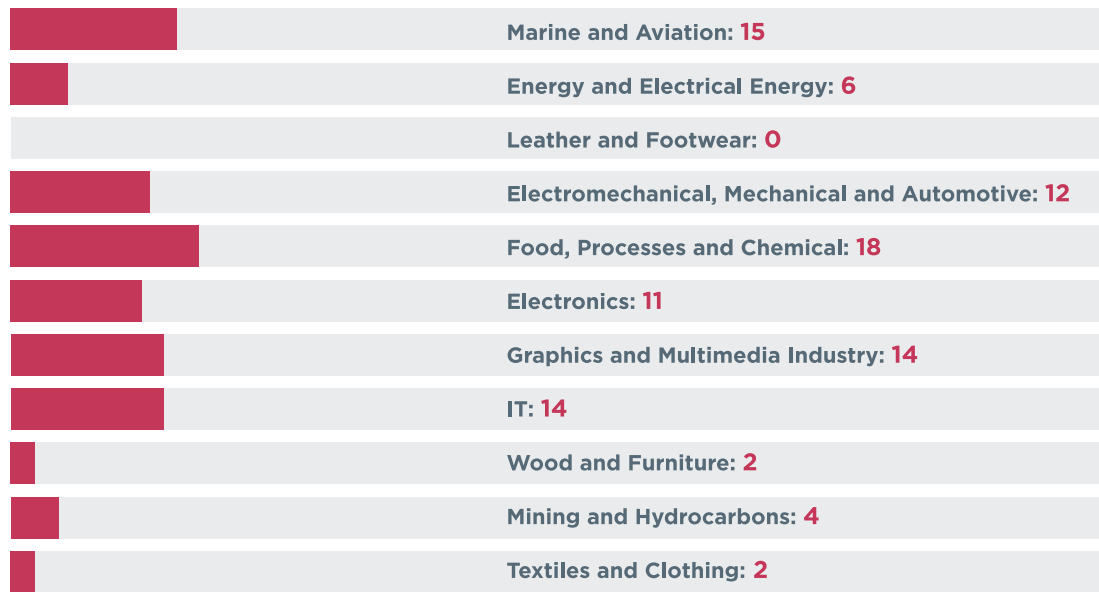 Marine and Aviation: 15
Energy and Electrical Energy: 6
Leather and Footwear: 0
Electromechanical, Mechanical and Automotive: 12
Food, Processes and Chemical: 18
Electronics: 11
Graphics and Multimedia Industry: 14
IT: 14
Wood and Furniture: 2
Mining and Hydrocarbons: 4
Textiles and Clothing: 2